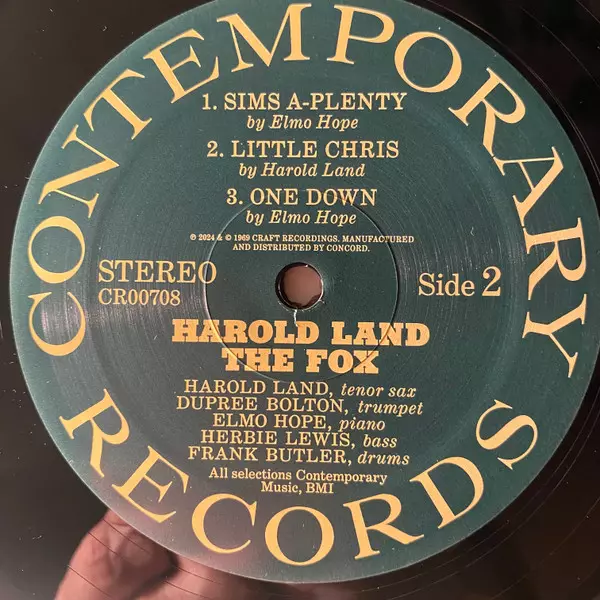 CONTEMPORARY
1. SIMS A-PLENTY
by Elmo Hope
2. LITTLE CHRIS
by Harold Land
3. ONE DOWN
by Elmo Hope
℗ 2024 & © 1969 CRAFT RECORDINGS. MANUFACTURED
AND DISTRIBUTED BY CONCORD.
STEREO
CR00708
Side 2
HAROLD LAND
THE FOX
HAROLD LAND, tenor sax
DUPREE BOLTON, trumpet
ELMO HOPE, piano
HERBIE LEWIS, bass
FRANK BUTLER, drums
All selections Contemporary
Music, BMI
RECORDS